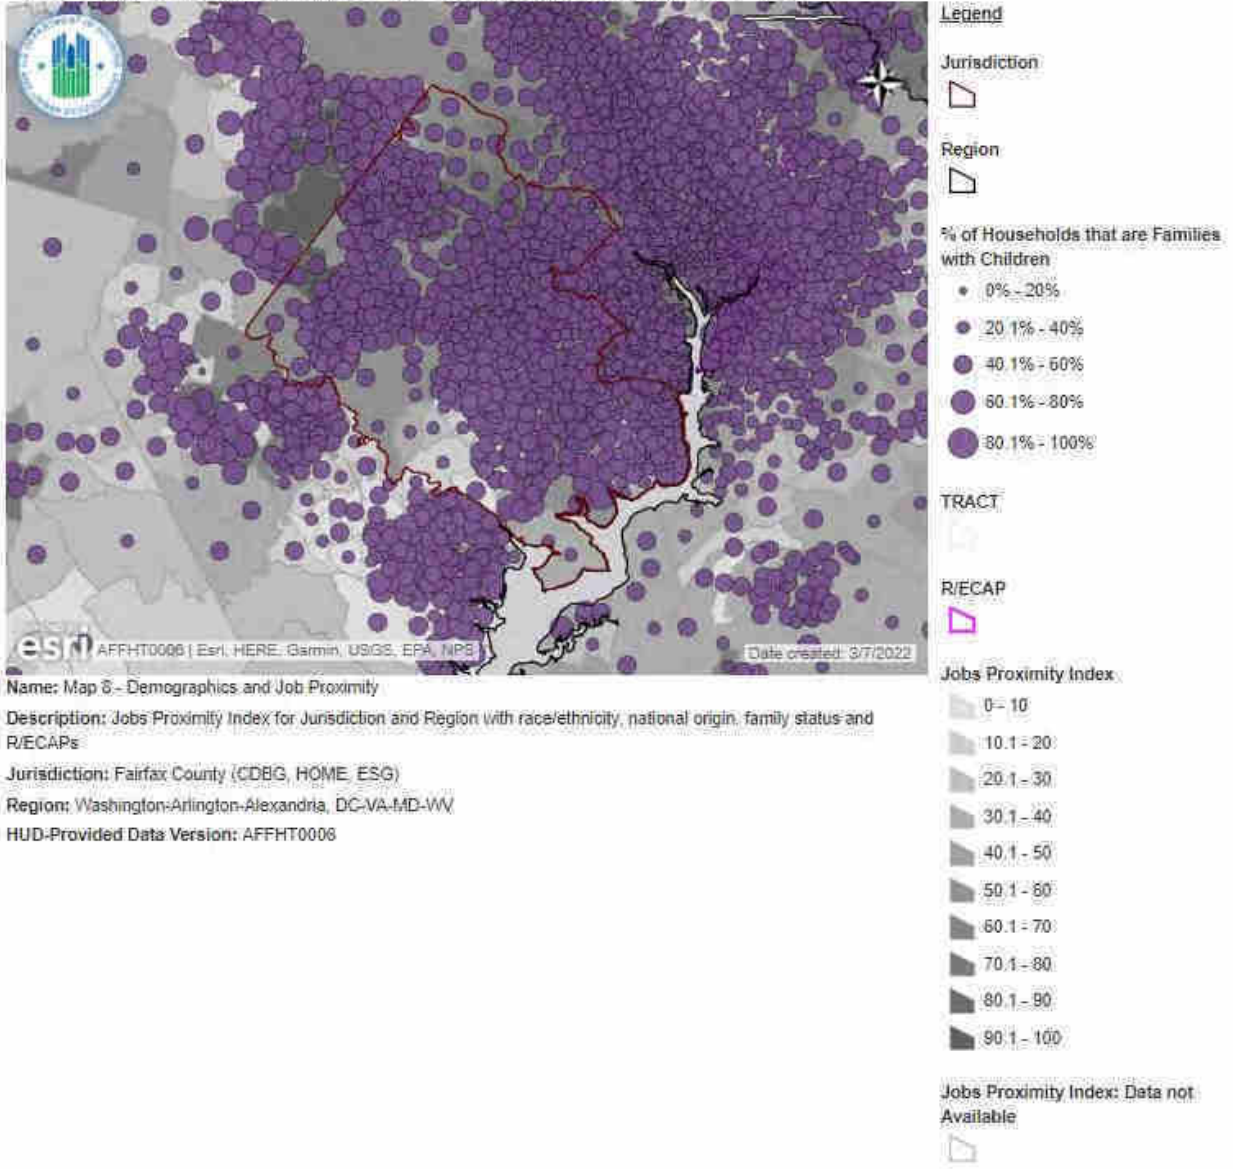 esri
AFFHT0006 | Esri, HERE, Garmin, USGS, EPA, NPS
Date created: 3/7/2022
Name: Map 8 - Demographics and Job Proximity
Description: Jobs Proximity Index for Jurisdiction and Region with race/ethnicity, national origin, family status and
R/ECAPs
Jurisdiction: Fairfax County (CDBG, HOME, ESG)
Region: Washington-Arlington-Alexandria, DC-VA-MD-WV
HUD-Provided Data Version: AFFHT0006
Legend
Jurisdiction
Region
% of Households that are Families
with Children
0% - 20%
20.1% - 40%
40.1% - 60%
60.1% - 80%
80.1% - 100%
TRACT
R/ECAP
Jobs Proximity Index
0 - 10
10.1 - 20
20.1 - 30
30.1 - 40
40.1 - 50
50.1 - 60
60.1 - 70
70.1 - 80
80.1 - 90
90.1 - 100
Jobs Proximity Index: Data not
Available